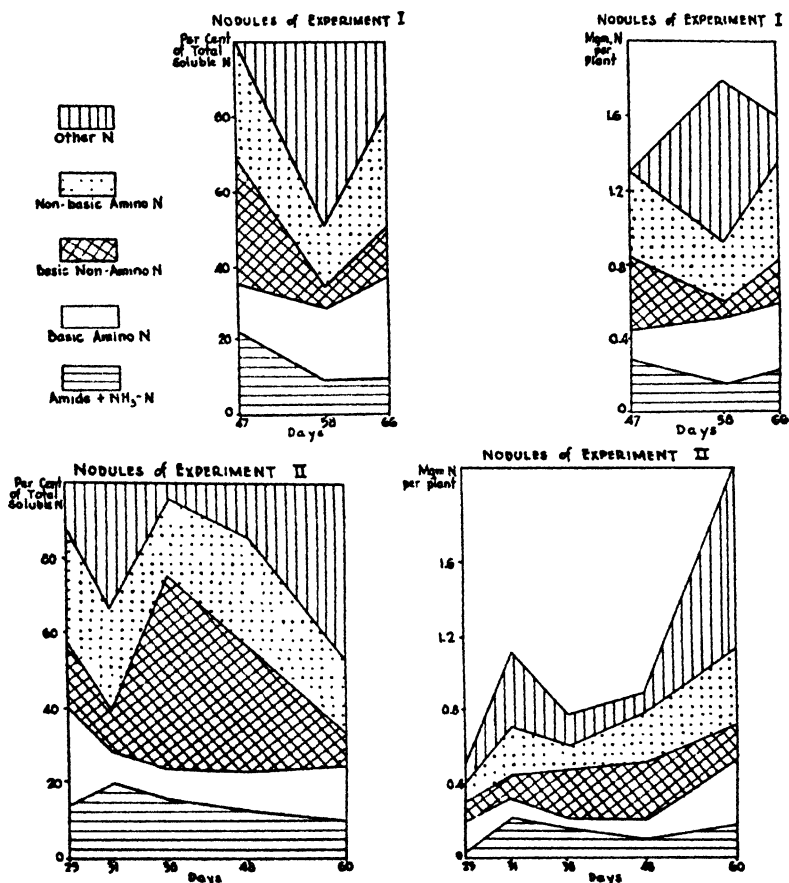 NODULES of EXPERIMENT I
Per Cent
of Total
Soluble N
80
60
40
20
0
47 58 66
Days
NODULES of EXPERIMENT I
Mgm. N
per
Plant
1.6
1.2
0.8
0.4
0
47 58 66
Days
Other N
Non-basic Amino N
Basic Non-Amino N
Basic Amino N
Amide + NH3-N
NODULES of EXPERIMENT II
Per Cent
of Total
Soluble N
80
60
40
20
0
29 38 48 60
Days
NODULES of EXPERIMENT II
Mgm N
per plant
1.6
1.2
0.8
0.4
0
38 48 60
Days